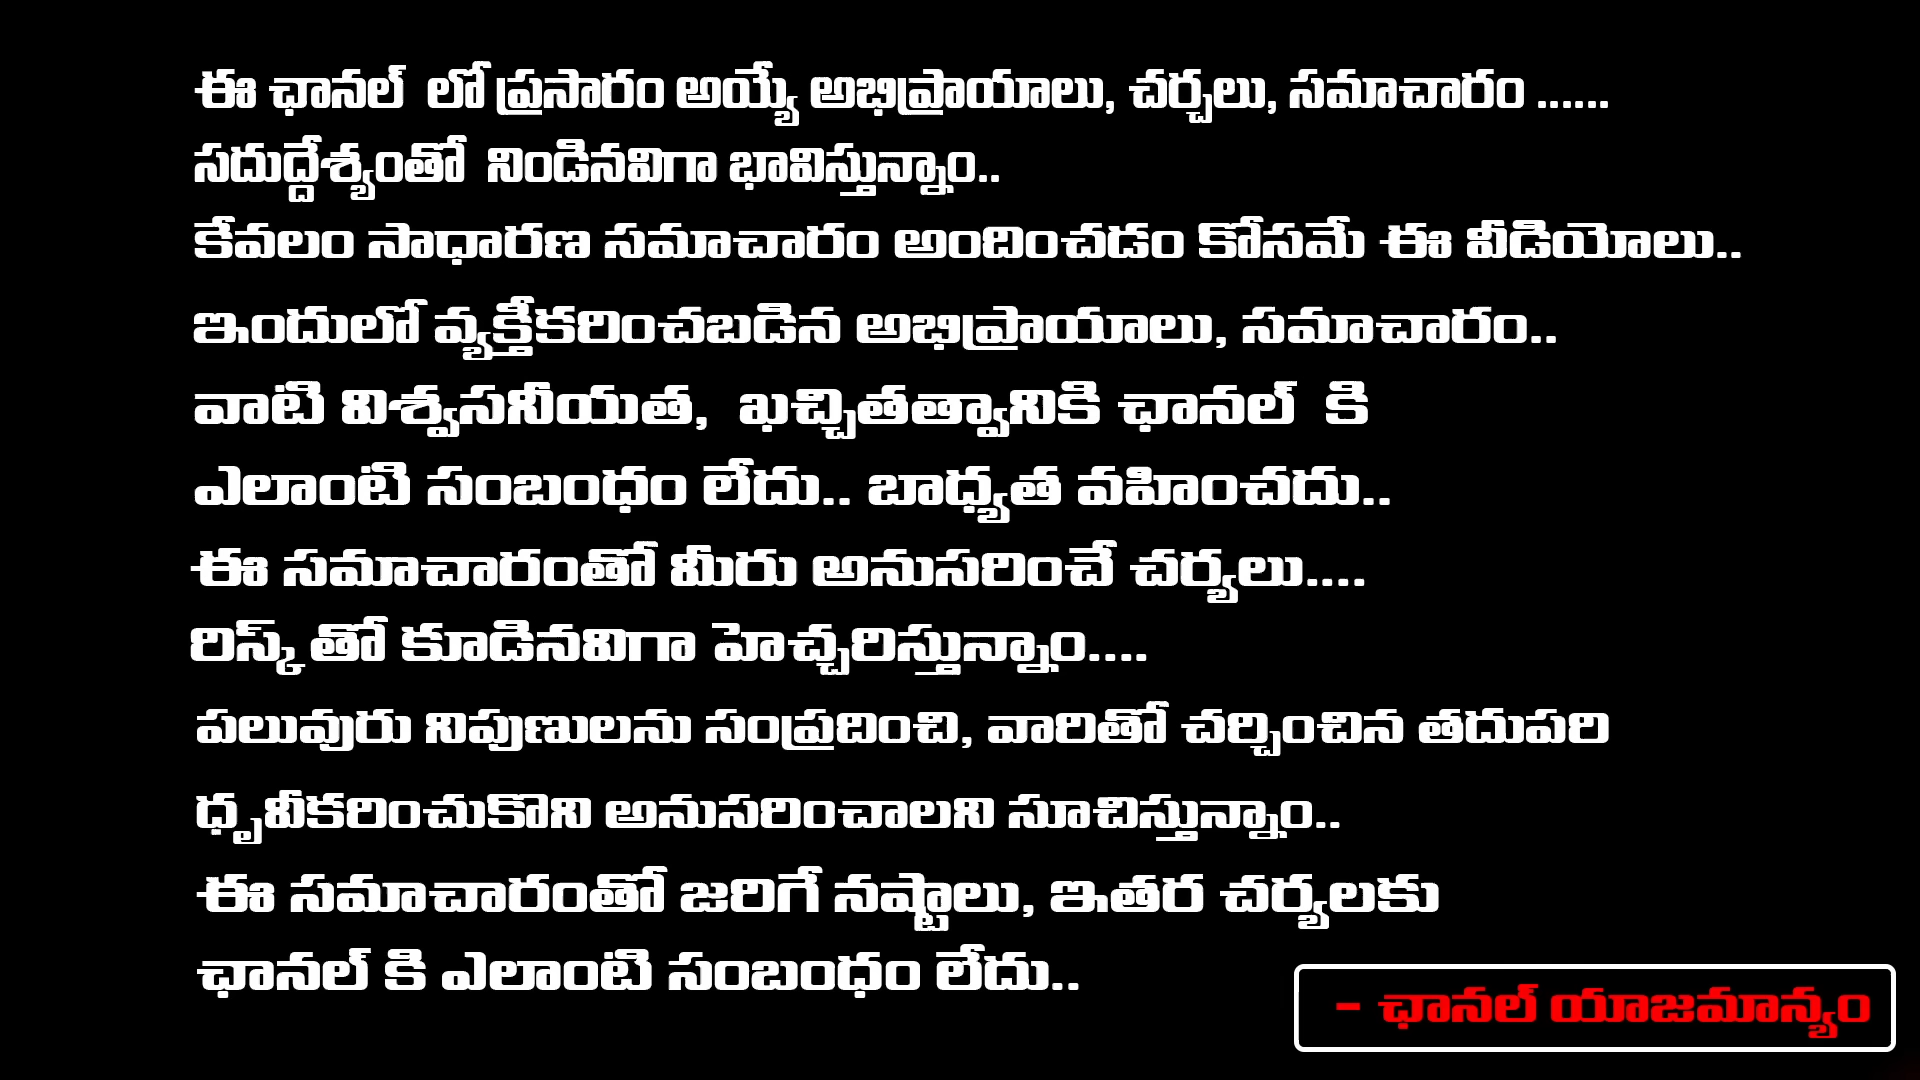 ఈ ఛానల్ లో ప్రసారం అయ్యే అభిప్రాయాలు, చర్చలు, సమాచారం ......
సదుద్దేశ్యంతో నిండినవిగా భావిస్తున్నాం..
కేవలం సాధారణ సమాచారం అందించడం కోసమే ఈ వీడియోలు..
ఇందులో వ్యక్తీకరించబడిన అభిప్రాయాలు, సమాచారం..
వాటి విశ్వసనీయత, ఖచ్చితత్వానికి ఛానల్ కి
ఎలాంటి సంబంధం లేదు.. బాధ్యత వహించదు..
ఈ సమాచారంతో మీరు అనుసరించే చర్యలు....
రిస్క్ తో కూడినవిగా హెచ్చరిస్తున్నాం....
పలువురు నిపుణులను సంప్రదించి, వారితో చర్చించిన తదుపరి
ధృవీకరించుకొని అనుసరించాలని సూచిస్తున్నాం..
ఈ సమాచారంతో జరిగే నష్టాలు, ఇతర చర్యలకు
ఛానల్ కి ఎలాంటి సంబంధం లేదు..
- ఛానల్ యాజమాన్యం